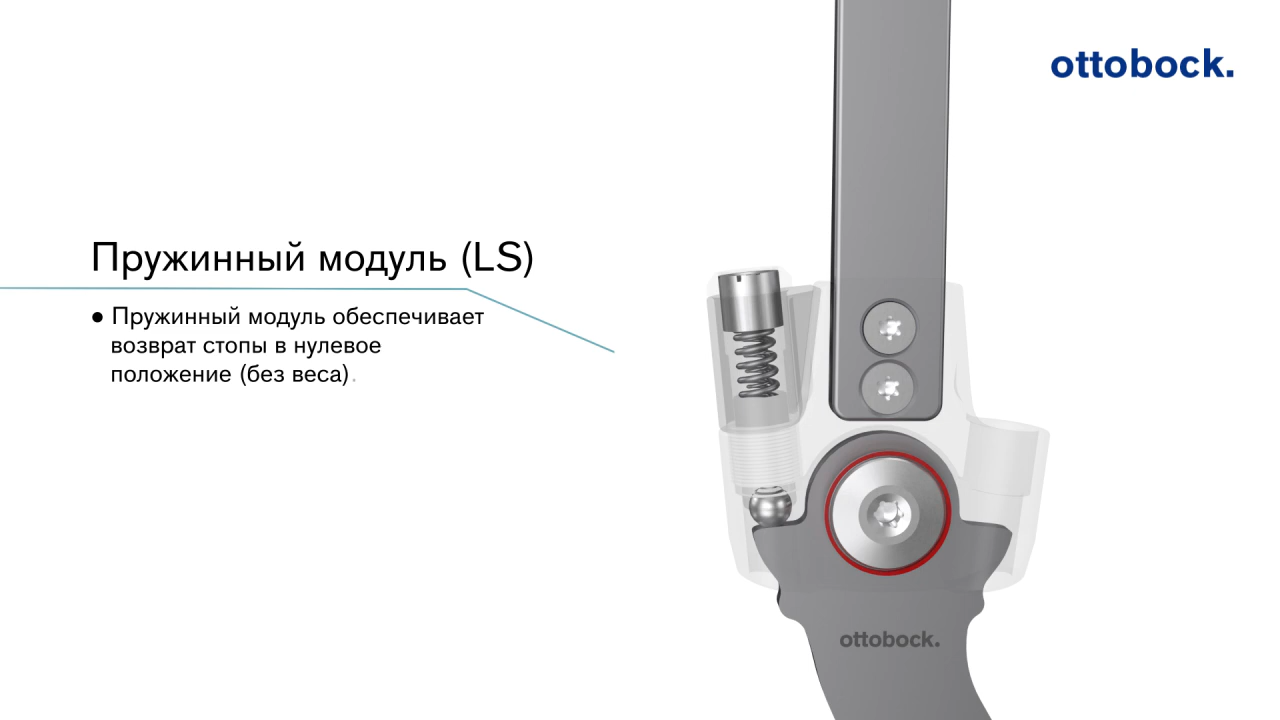 ottobock.
Пружинный модуль (LS)
● Пружинный модуль обеспечивает
возврат стопы в нулевое
положение (без веса).
ottobock.